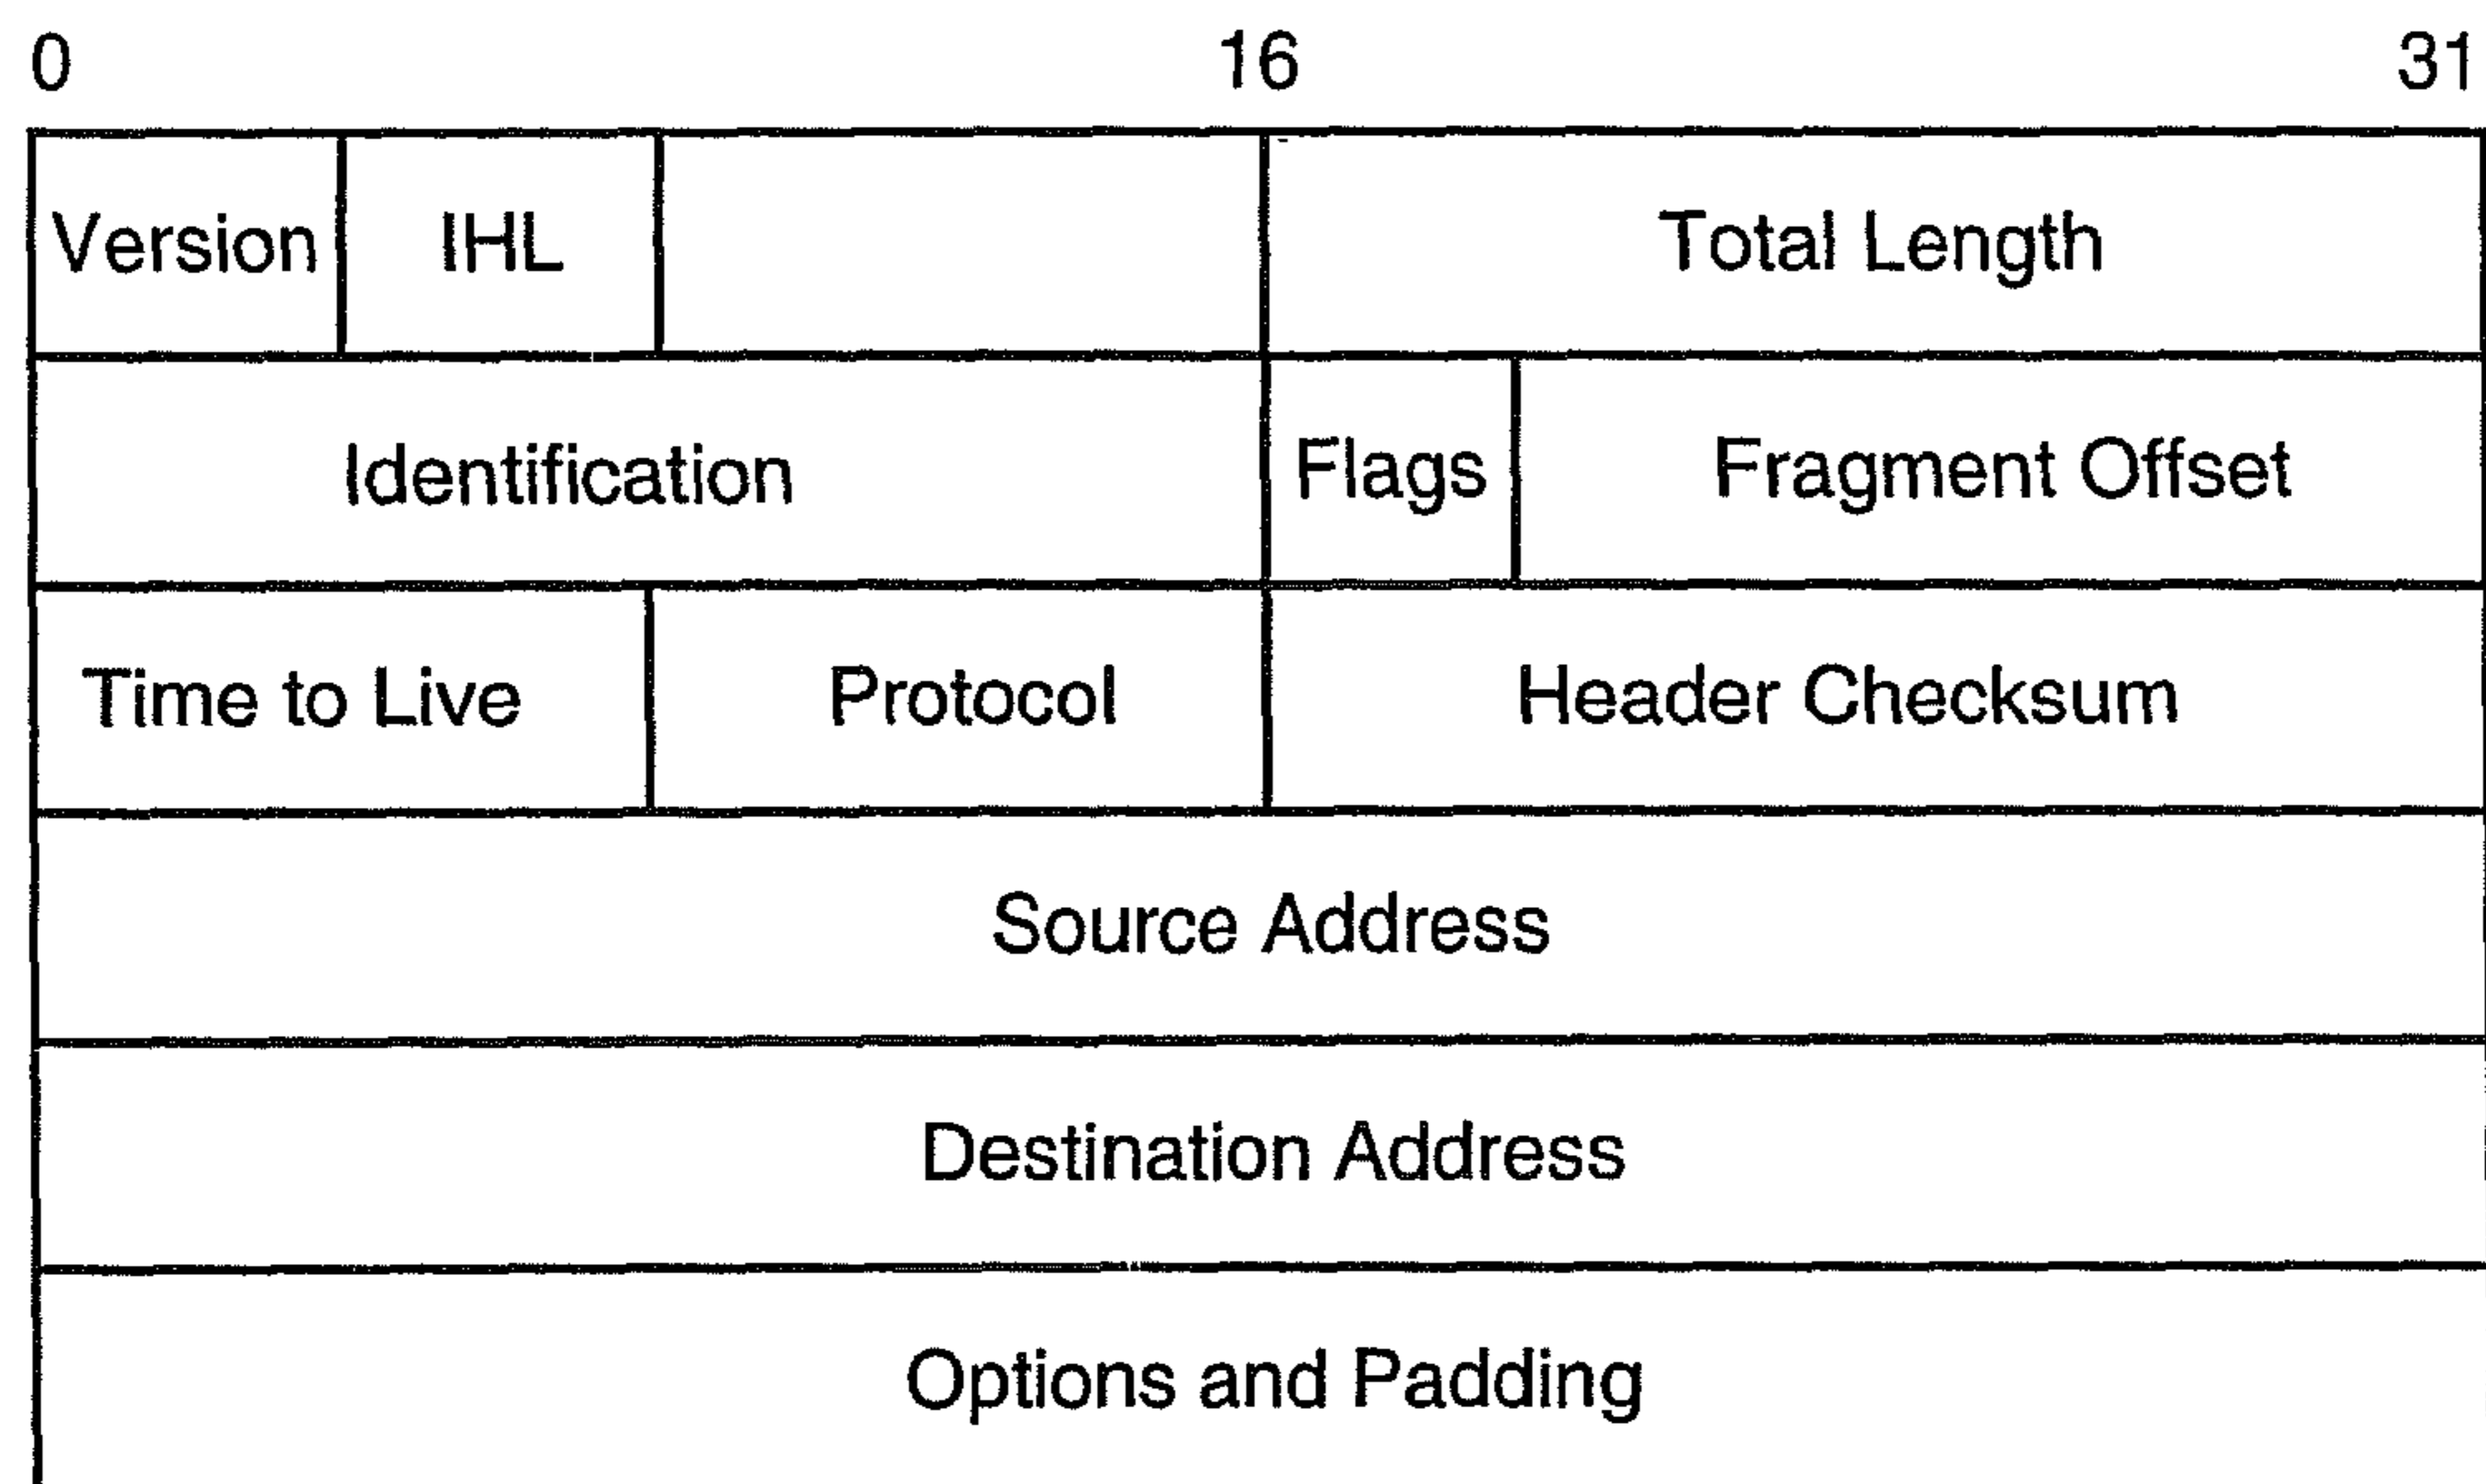 0 16 31
Version IHL Total Length
Identification Flags Fragment Offset
Time to Live Protocol Header Checksum
Source Address
Destination Address
Options and Padding